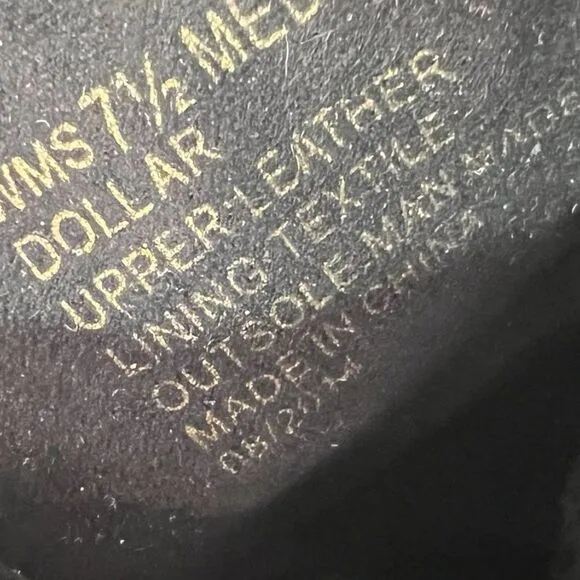 WMS 7½ MED
DOLLAR
UPPER LEATHER
LINING TEXTILE
OUTSOLE MAN MADE
MADE IN CHINA